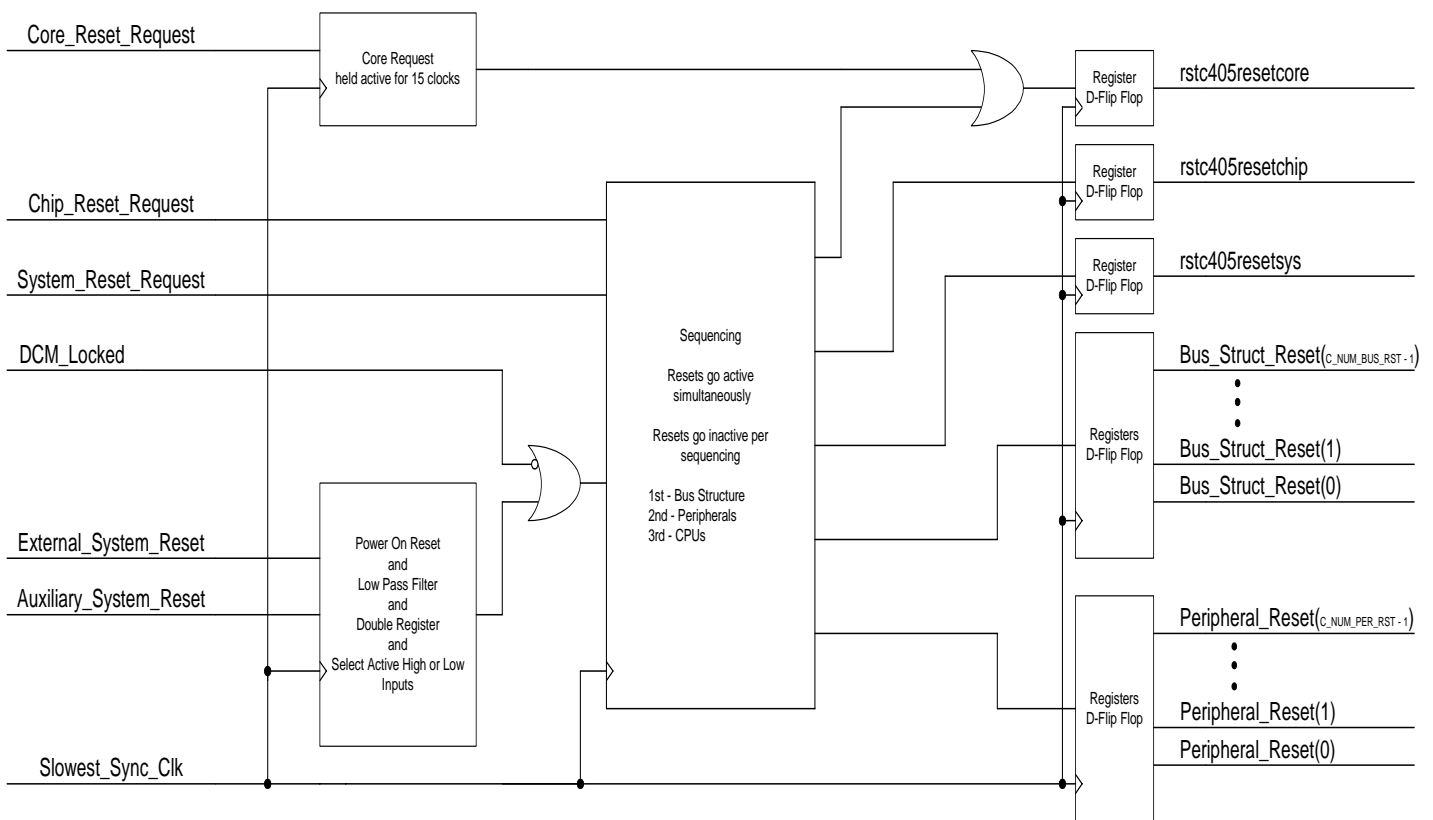 Core_Reset_Request
Core Request
held active for 15 clocks
Register
D-Flip Flop
rstc405resetcore
Chip_Reset_Request
Register
D-Flip Flop
rstc405resetchip
System_Reset_Request
Register
D-Flip Flop
rstc405resetsys
DCM_Locked
Sequencing
Resets go active
simultaneously
Resets go inactive per
sequencing
1st - Bus Structure
2nd - Peripherals
3rd - CPUs
Registers
D-Flip Flop
Bus_Struct_Reset(C_NUM_BUS_RST - 1)
Bus_Struct_Reset(1)
Bus_Struct_Reset(0)
External_System_Reset
Auxiliary_System_Reset
Power On Reset
and
Low Pass Filter
and
Double Register
and
Select Active High or Low
Inputs
Registers
D-Flip Flop
Peripheral_Reset(C_NUM_PER_RST - 1)
Peripheral_Reset(1)
Peripheral_Reset(0)
Slowest_Sync_Clk